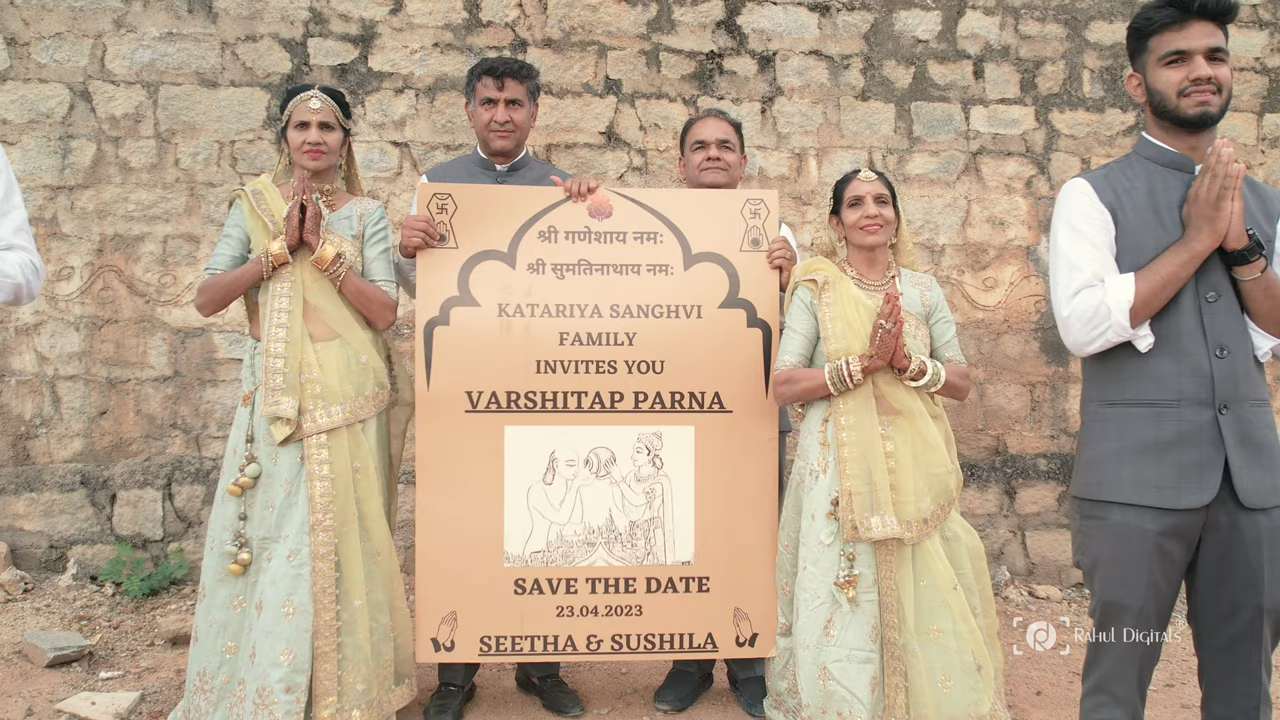 श्री गणेशाय नमः
श्री सुमतिनाथाय नमः
KATARIYA SANGHVI
FAMILY
INVITES YOU
VARSHITAP PARNA
SAVE THE DATE
23.04.2023
SEETHA & SUSHILA
Rahul Digitals